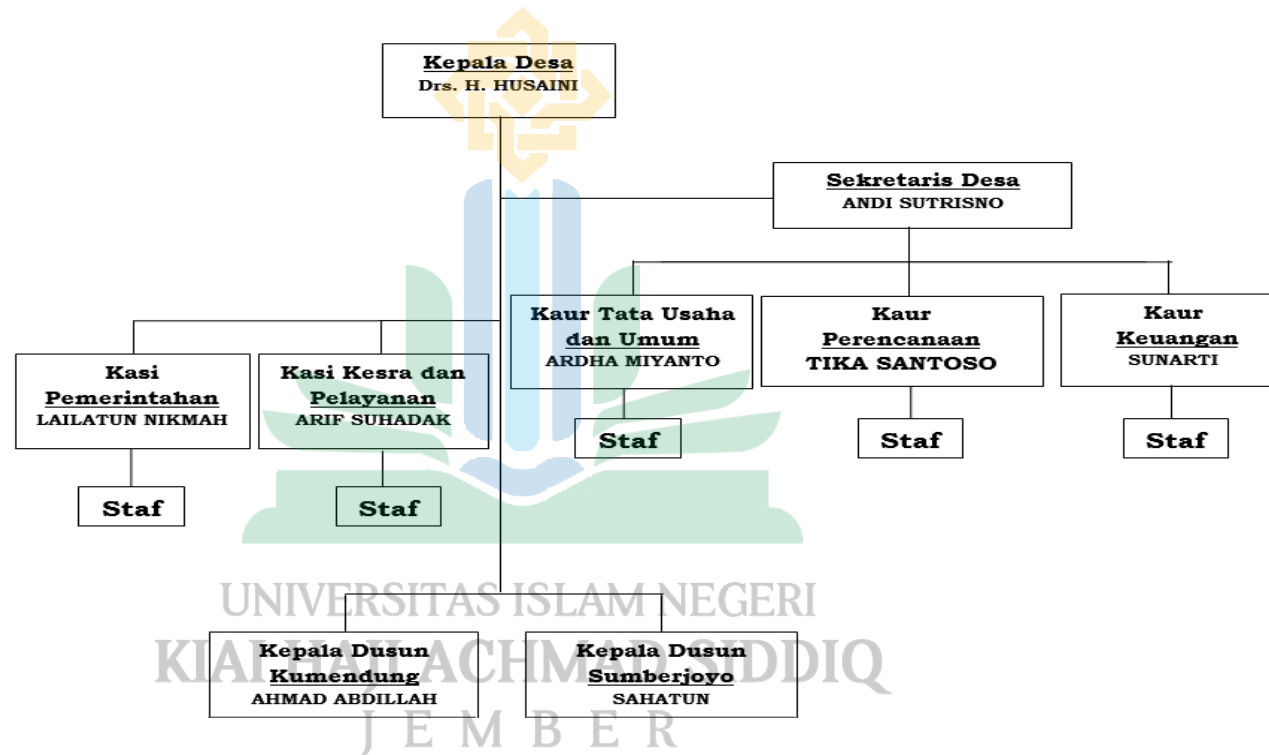 Kepala Desa
Drs. H. HUSAINI
Sekretaris Desa
ANDI SUTRISNO
Kaur Tata Usaha
dan Umum
ARDHA MIYANTO
Kaur
Perencanaan
TIKA SANTOSO
Kaur
Keuangan
SUNARTI
Kasi
Pemerintahan
LAILATUN NIKMAH
Kasi Kesra dan
Pelayanan
ARIF SUHADAK
Staf
Staf
Staf
Staf
Staf
UNIVERSITAS ISLAM NEGERI
KIAI HAJI ACHMAD SIDDIQ
JEMBER
Kepala Dusun
Kumendung
AHMAD ABDILLAH
Kepala Dusun
Sumberjoyo
SAHATUN